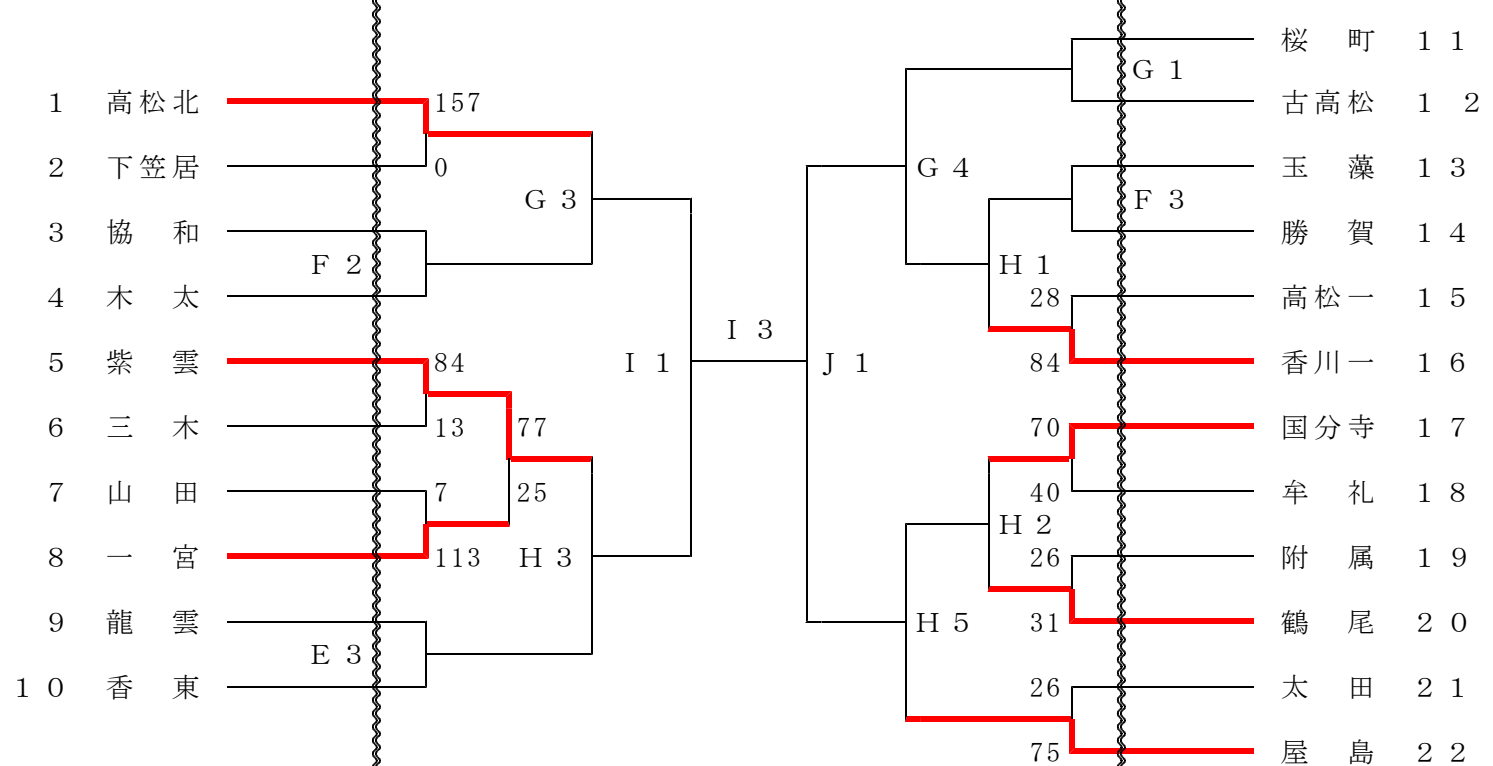 桜 町 １１
Ｇ１
1 高松北 157
古高松 １ ２
2 下笠居 0
Ｇ４
玉 藻 １３
Ｇ３
Ｆ３
3 協 和
勝 賀 １４
Ｆ２
Ｈ１
4 木 太
28 高松一 １５
Ｉ３
5 紫 雲 84
Ｉ１
Ｊ１
84 香川一 １６
6 三 木 13 77
70 国分寺 １７
7 山 田 7 25
40 牟 礼 １８
Ｈ２
8 一 宮 113 Ｈ３
26 附 属 １９
9 龍 雲
Ｈ５
31 鶴 尾 ２０
Ｅ３
１０ 香 東
26 太 田 ２１
75 屋 島 ２２